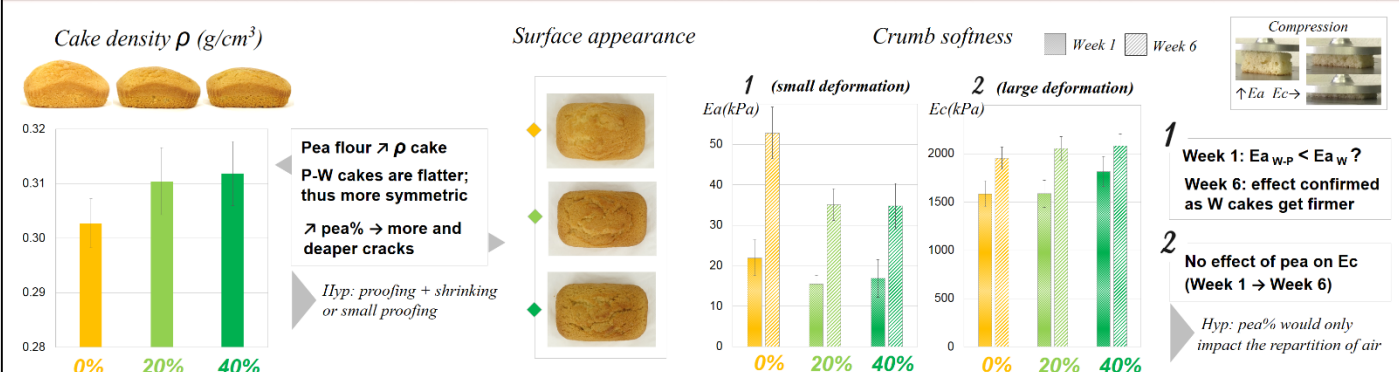 Cake density ρ (g/cm³)
0.32
0.31
0.30
0.29
0.28
0%
20%
40%
Pea flour ↗ ρ cake
P-W cakes are flatter;
thus more symmetric
↗ pea% → more and
deaper cracks
Hyp: proofing + shrinking
or small proofing
Surface appearance
Crumb softness
Week 1
Week 6
1 (small deformation)
Ea(kPa)
50
40
30
20
10
0
0%
20%
40%
2 (large deformation)
Ec(kPa)
2000
1500
1000
500
0
0%
20%
40%
Compression
↑Ea Ec→
1
Week 1: Ea W-P < Ea W ?
Week 6: effect confirmed
as W cakes get firmer
2
No effect of pea on Ec
(Week 1 → Week 6)
Hyp: pea% would only
impact the repartition of air